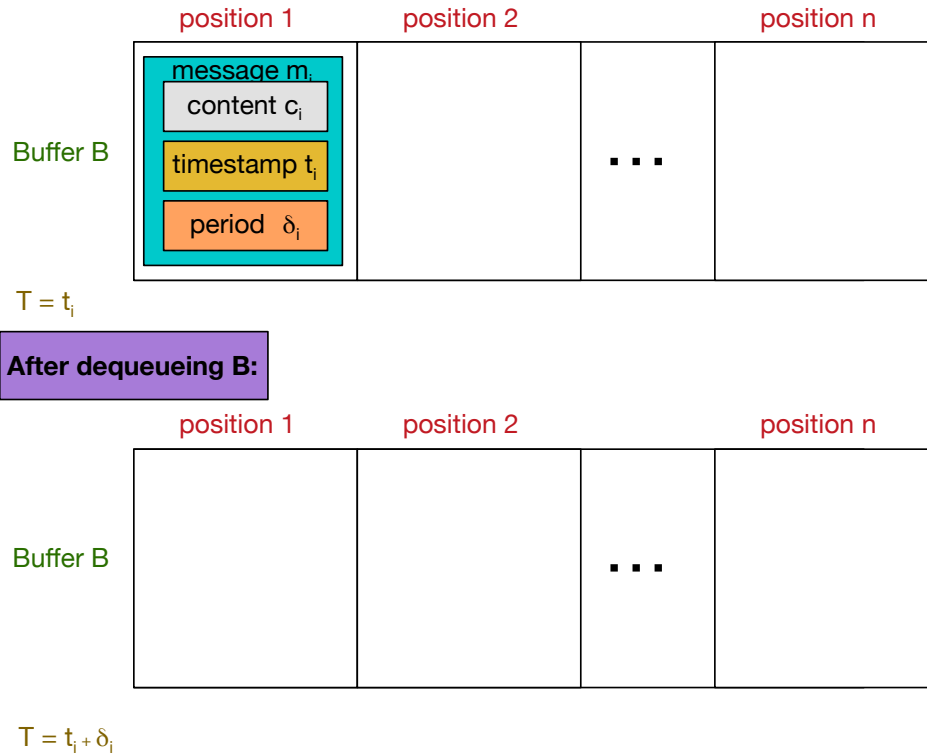 position 1 position 2 position n
message mᵢ
content cᵢ
Buffer B
timestamp tᵢ
...
period δᵢ
T = tᵢ
After dequeueing B:
position 1 position 2 position n
Buffer B
...
T = tᵢ + δᵢ